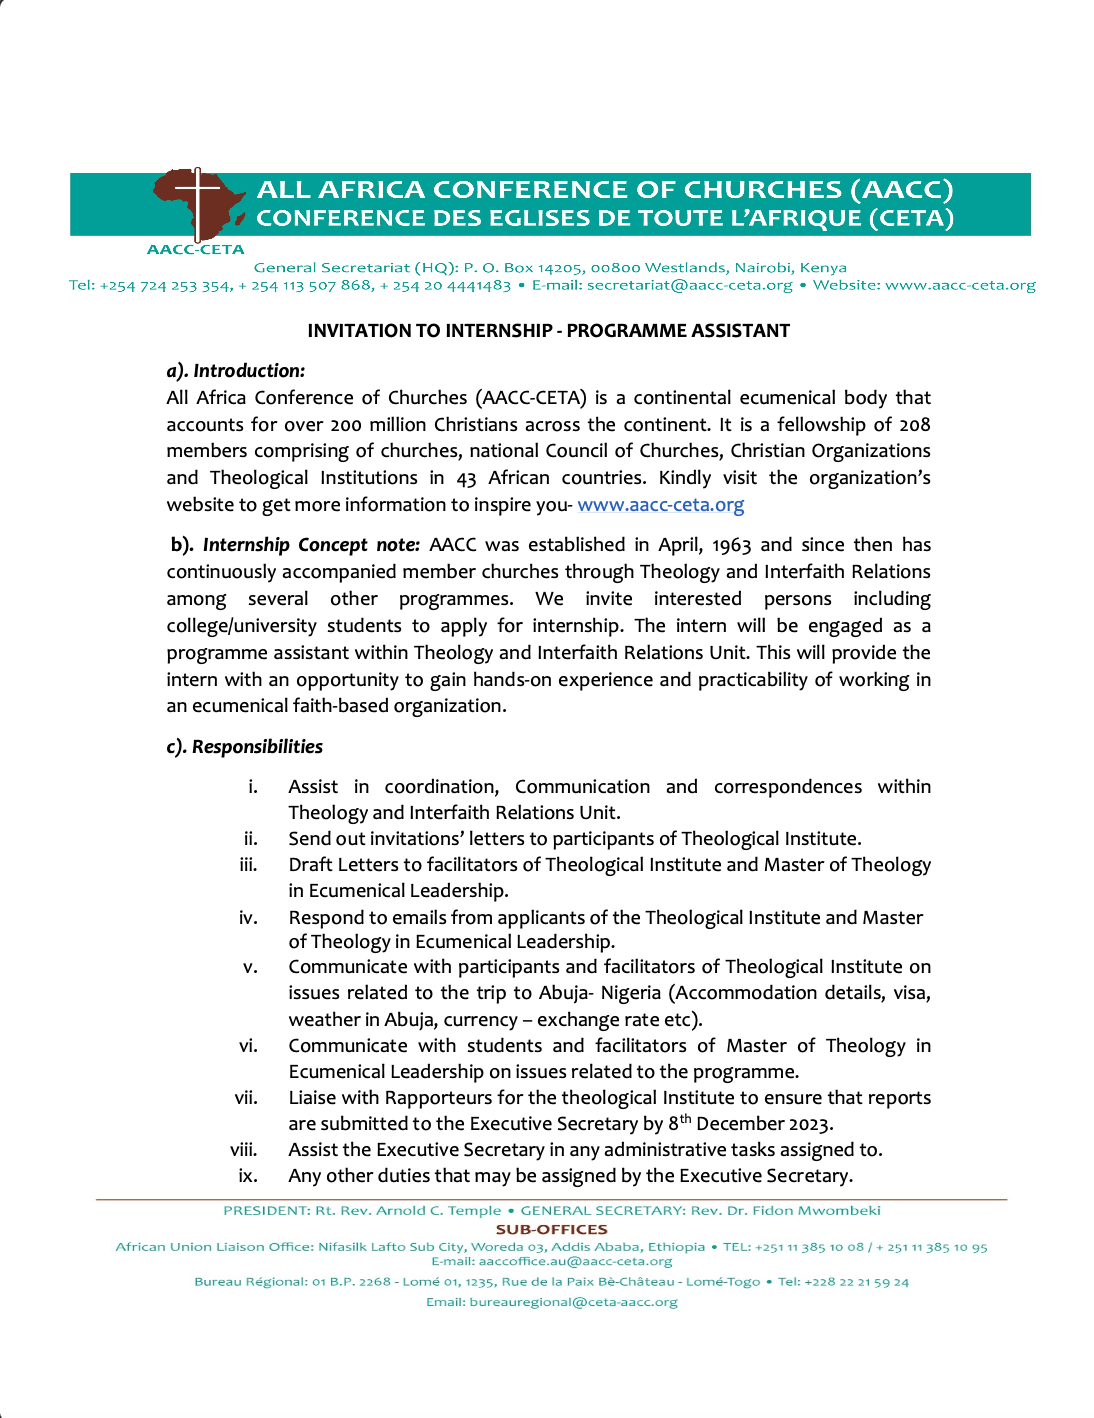 ALL AFRICA CONFERENCE OF CHURCHES (AACC)
CONFERENCE DES EGLISES DE TOUTE L’AFRIQUE (CETA)
AACC-CETA
General Secretariat (HQ): P. O. Box 14205, 00800 Westlands, Nairobi, Kenya
Tel: +254 724 253 354, + 254 113 507 868, + 254 20 4441483 • E-mail: secretariat@aacc-ceta.org • Website: www.aacc-ceta.org
INVITATION TO INTERNSHIP - PROGRAMME ASSISTANT
a). Introduction:
All Africa Conference of Churches (AACC-CETA) is a continental ecumenical body that
accounts for over 200 million Christians across the continent. It is a fellowship of 208
members comprising of churches, national Council of Churches, Christian Organizations
and Theological Institutions in 43 African countries. Kindly visit the organization’s
website to get more information to inspire you- www.aacc-ceta.org
b). Internship Concept note: AACC was established in April, 1963 and since then has
continuously accompanied member churches through Theology and Interfaith Relations
among several other programmes. We invite interested persons including
college/university students to apply for internship. The intern will be engaged as a
programme assistant within Theology and Interfaith Relations Unit. This will provide the
intern with an opportunity to gain hands-on experience and practicability of working in
an ecumenical faith-based organization.
c). Responsibilities
i. Assist in coordination, Communication and correspondences within
Theology and Interfaith Relations Unit.
ii. Send out invitations’ letters to participants of Theological Institute.
iii. Draft Letters to facilitators of Theological Institute and Master of Theology
in Ecumenical Leadership.
iv. Respond to emails from applicants of the Theological Institute and Master
of Theology in Ecumenical Leadership.
v. Communicate with participants and facilitators of Theological Institute on
issues related to the trip to Abuja- Nigeria (Accommodation details, visa,
weather in Abuja, currency – exchange rate etc).
vi. Communicate with students and facilitators of Master of Theology in
Ecumenical Leadership on issues related to the programme.
vii. Liaise with Rapporteurs for the theological Institute to ensure that reports
are submitted to the Executive Secretary by 8th December 2023.
viii. Assist the Executive Secretary in any administrative tasks assigned to.
ix. Any other duties that may be assigned by the Executive Secretary.
PRESIDENT: Rt. Rev. Arnold C. Temple • GENERAL SECRETARY: Rev. Dr. Fidon Mwombeki
SUB-OFFICES
African Union Liaison Office: Nifasilk Lafto Sub City, Woreda 03, Addis Ababa, Ethiopia • TEL: +251 11 385 10 08 / + 251 11 385 10 95
E-mail: aaccoffice.au@aacc-ceta.org
Bureau Régional: 01 B.P. 2268 - Lomé 01, 1235, Rue de la Paix Bè-Château - Lomé-Togo • Tel: +228 22 21 59 24
Email: bureauregional@ceta-aacc.org